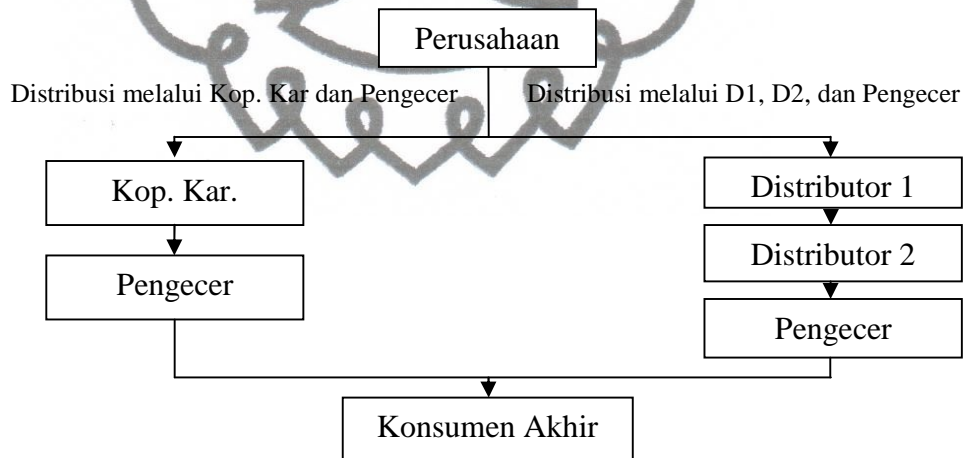 Perusahaan
Distribusi melalui Kop. Kar dan Pengecer
Distribusi melalui D1, D2, dan Pengecer
Kop. Kar.
Pengecer
Distributor 1
Distributor 2
Pengecer
Konsumen Akhir